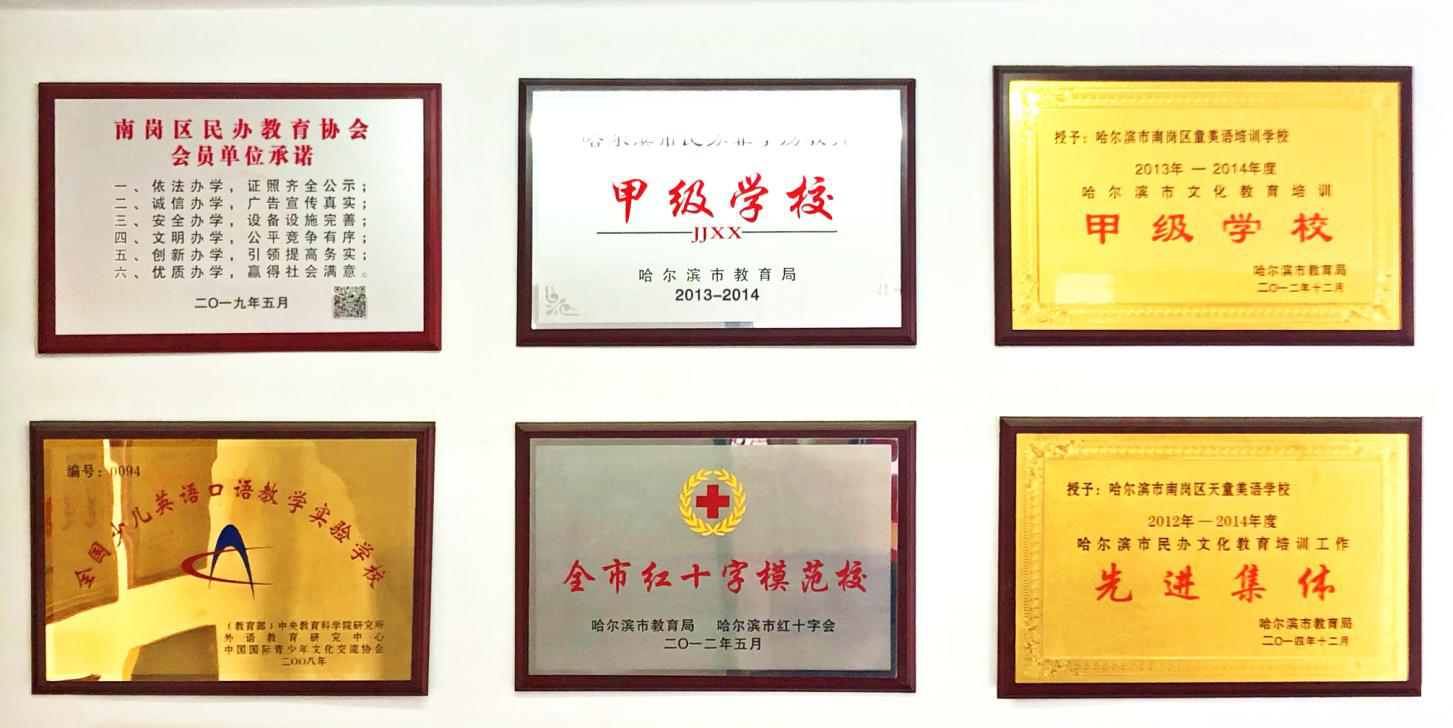 南岗区民办教育协会
会员单位承诺
一、依法办学，证照齐全公示；
二、诚信办学，广告宣传真实；
三、安全办学，设备设施完善；
四、文明办学，公平竞争有序；
五、创新办学，引领提高务实；
六、优质办学，赢得社会满意。
二〇一九年五月
甲级学校
JJXX
哈尔滨市教育局
2013-2014
授予：哈尔滨市南岗区童美语培训学校
2013年 — 2014年度
哈尔滨市文化教育培训
甲级学校
哈尔滨市教育局
二〇一二年十二月
编号：0094
全国少儿英语口语教学实验学校
（教育部）中央教育科学院研究所
外语教育研究中心
中国国际青少年文化交流协会
二〇〇八年
全市红十字模范校
哈尔滨市教育局 哈尔滨市红十字会
二〇一二年五月
授予：哈尔滨市南岗区天童美语学校
2012年 — 2014年度
哈尔滨市民办文化教育培训工作
先进集体
哈尔滨市教育局
二〇一四年十二月